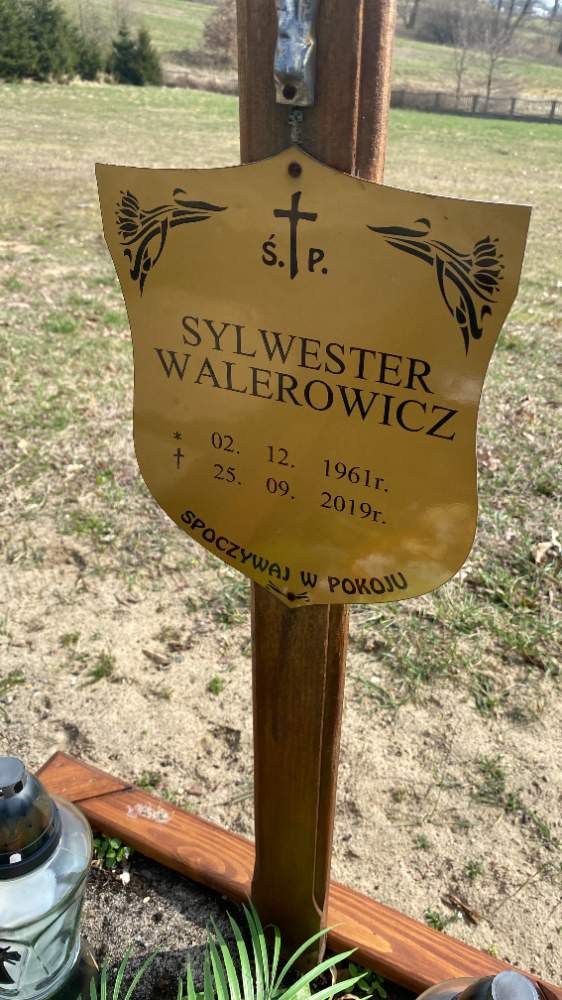 Ś. P.
SYLWESTER
WALEROWICZ
* 02. 12. 1961r.
† 25. 09. 2019r.
SPOCZYWAJ W POKOJU